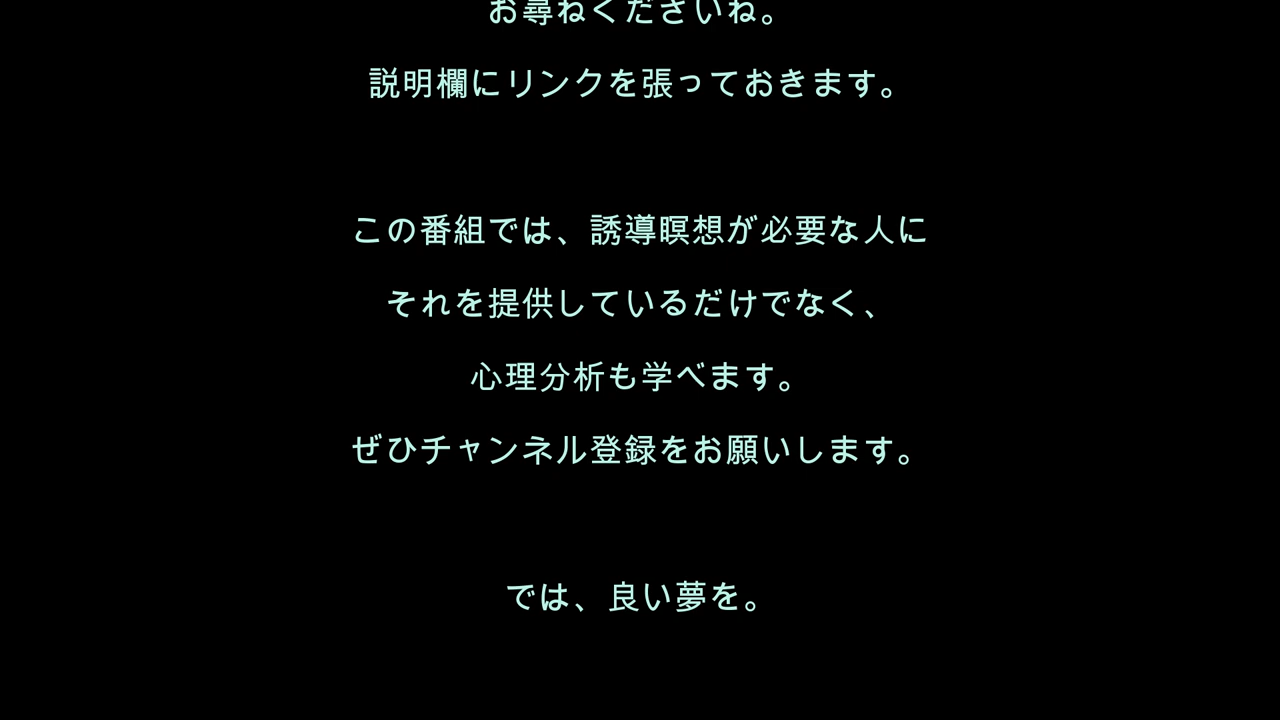 お尋ねくださいね。
説明欄にリンクを張っておきます。
この番組では、誘導瞑想が必要な人に
それを提供しているだけでなく、
心理分析も学べます。
ぜひチャンネル登録をお願いします。
では、良い夢を。